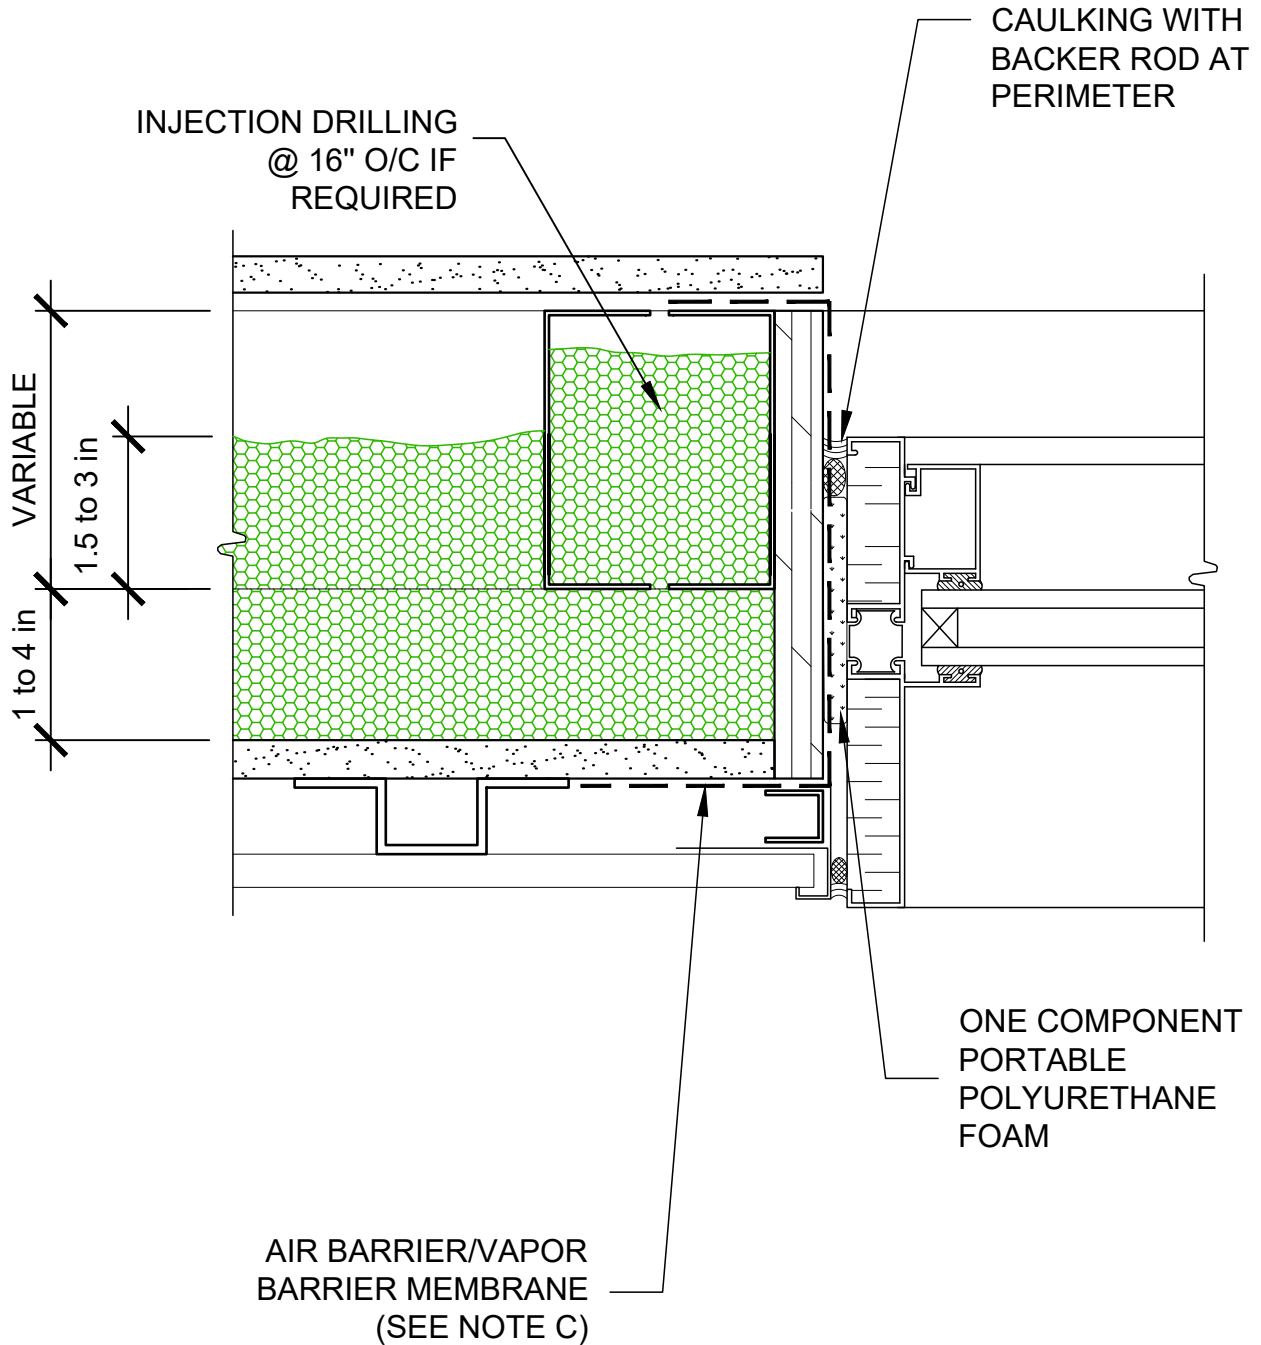 CAULKING WITH
BACKER ROD AT
PERIMETER
INJECTION DRILLING
@ 16" O/C IF
REQUIRED
VARIABLE
1.5 to 3 in
1 to 4 in
ONE COMPONENT
PORTABLE
POLYURETHANE
FOAM
AIR BARRIER/VAPOR
BARRIER MEMBRANE
(SEE NOTE C)